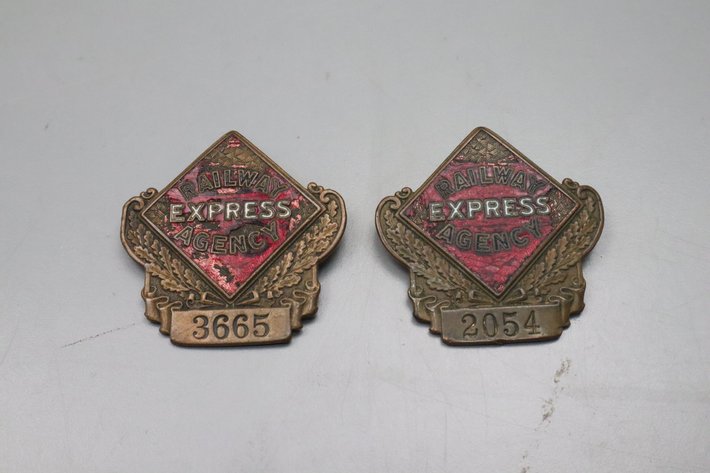 RAILWAY
EXPRESS
AGENCY
3665
RAILWAY
EXPRESS
AGENCY
2054